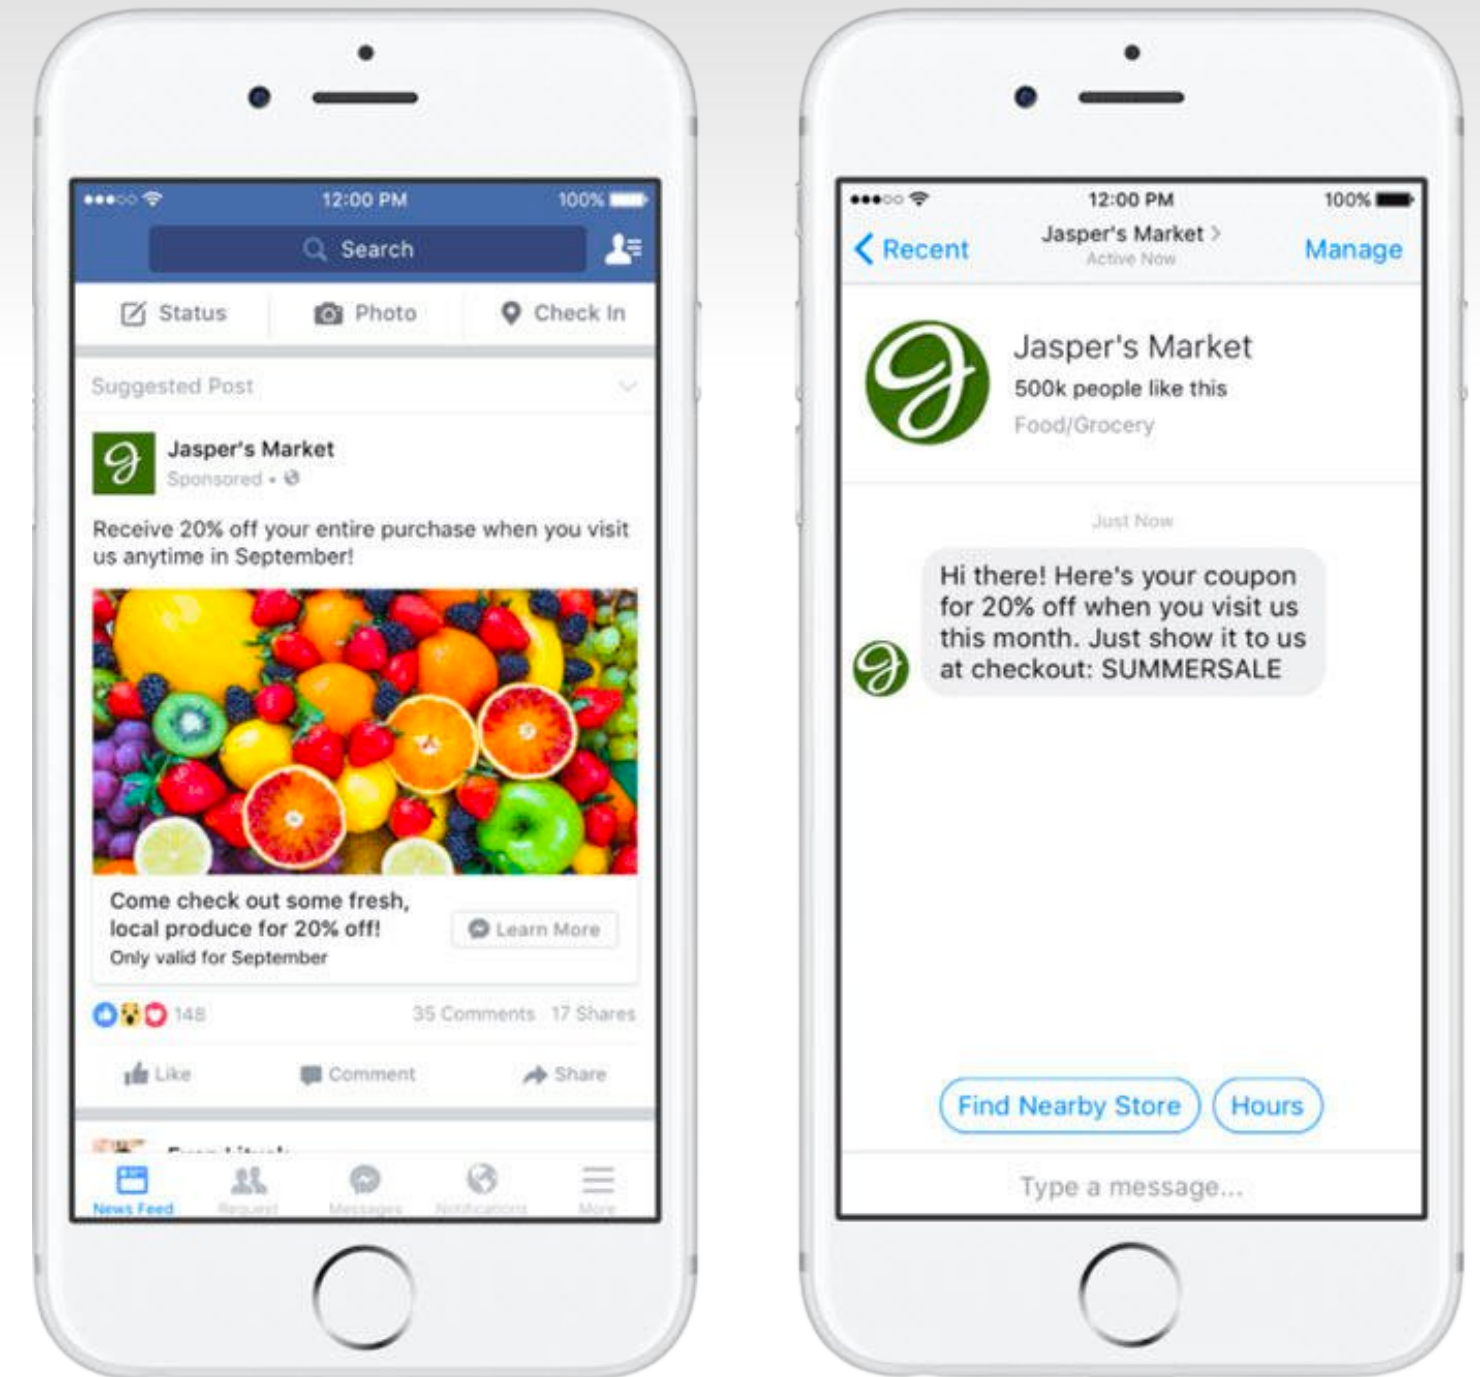 12:00 PM
100%
Search
Status
Photo
Check In
Suggested Post
Jasper's Market
Sponsored •
Receive 20% off your entire purchase when you visit
us anytime in September!
Come check out some fresh,
local produce for 20% off!
Only valid for September
Learn More
148
35 Comments 17 Shares
Like
Comment
Share
News Feed
Request
Messages
Notifications
More
12:00 PM
100%
Recent
Jasper's Market
Active Now
Manage
Jasper's Market
500k people like this
Food/Grocery
Just Now
Hi there! Here's your coupon
for 20% off when you visit us
this month. Just show it to us
at checkout: SUMMERSALE
Find Nearby Store
Hours
Type a message...